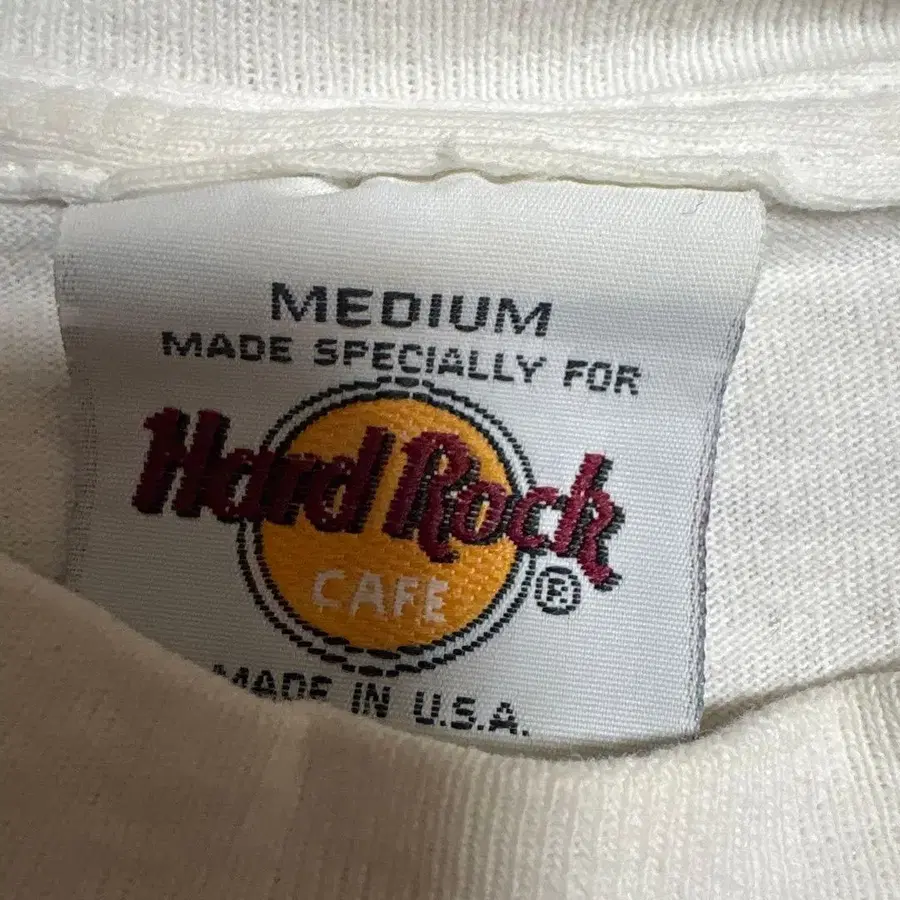 MEDIUM
MADE SPECIALLY FOR
Hard Rock
CAFE ®
MADE IN U.S.A.